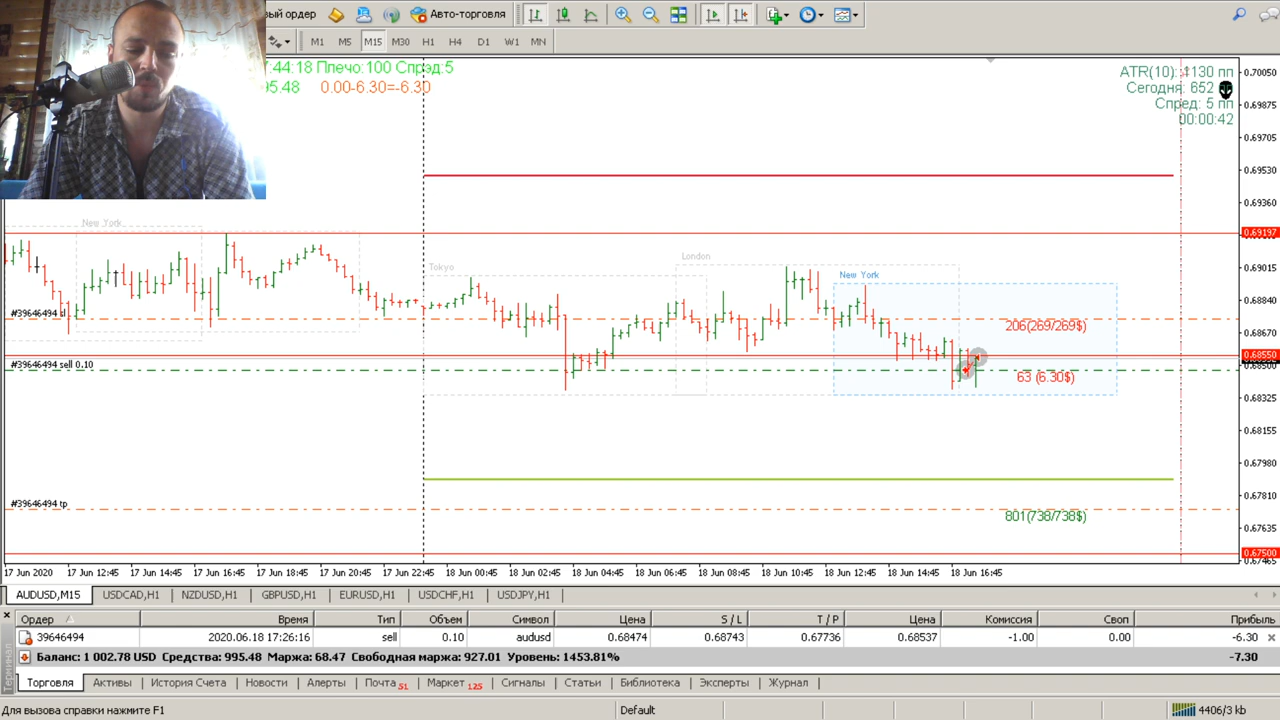 ый ордер Авто-торговля
M1 M5 M15 M30 H1 H4 D1 W1 MN
7:44:18 Плечо:100 Спрэд:5
95.48 0.00-6.30=-6.30
ATR(10): ↑130 пп
Сегодня: 652
Спред: 5 пп
00:00:42
0.70050
0.69875
0.69705
0.69530
0.69360
0.69197
0.69015
0.68840
0.68670
0.68550
0.68500
0.68325
0.68155
0.67980
0.67810
0.67635
0.67500
0.67465
New York
Tokyo
London
New York
#39646494 sl
206(269/269$)
#39646494 sell 0.10
63 (6.30$)
#39646494 tp
801(738/738$)
17 Jun 2020 17 Jun 12:45 17 Jun 14:45 17 Jun 16:45 17 Jun 18:45 17 Jun 20:45 17 Jun 22:45 18 Jun 00:45 18 Jun 02:45 18 Jun 04:45 18 Jun 06:45 18 Jun 08:45 18 Jun 10:45 18 Jun 12:45 18 Jun 14:45 18 Jun 16:45
AUDUSD,M15 USDCAD,H1 NZDUSD,H1 GBPUSD,H1 EURUSD,H1 USDCHF,H1 USDJPY,H1
Ордер Время Тип Объем Символ Цена S / L T / P Цена Комиссия Своп Прибыль
39646494 2020.06.18 17:26:16 sell 0.10 audusd 0.68474 0.68743 0.67736 0.68537 -1.00 0.00 -6.30
Баланс: 1 002.78 USD Средства: 995.48 Маржа: 68.47 Свободная маржа: 927.01 Уровень: 1453.81% -7.30
Терминал
Торговля Активы История Счета Новости Алерты Почта 51 Маркет 125 Сигналы Статьи Библиотека Эксперты Журнал
Для вызова справки нажмите F1 Default 4406/3 kb